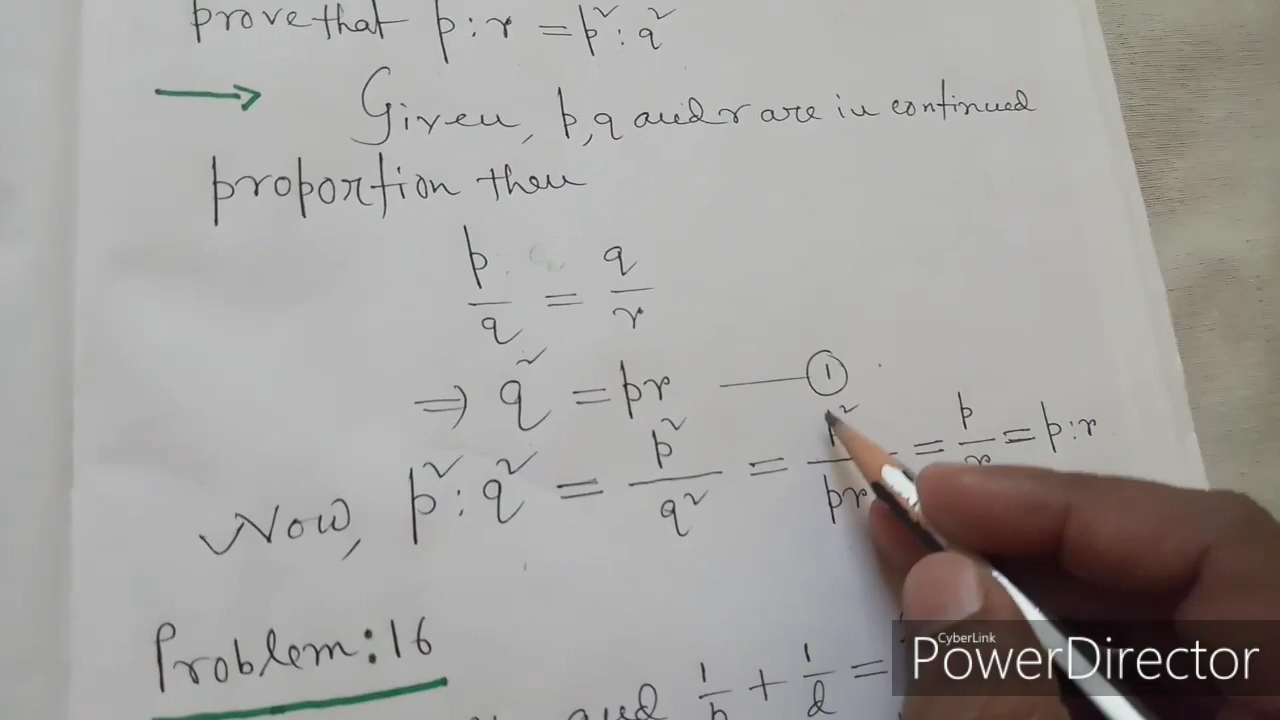 prove that p : r = p² : q²
→ Given, p, q and r are in continued
proportion then
p/q = q/r
⇒ q² = pr —— ①
Now, p² : q² = p²/q² = p²/pr = p/r = p : r
Problem : 16
and 1/p + 1/ =
CyberLink
PowerDirector